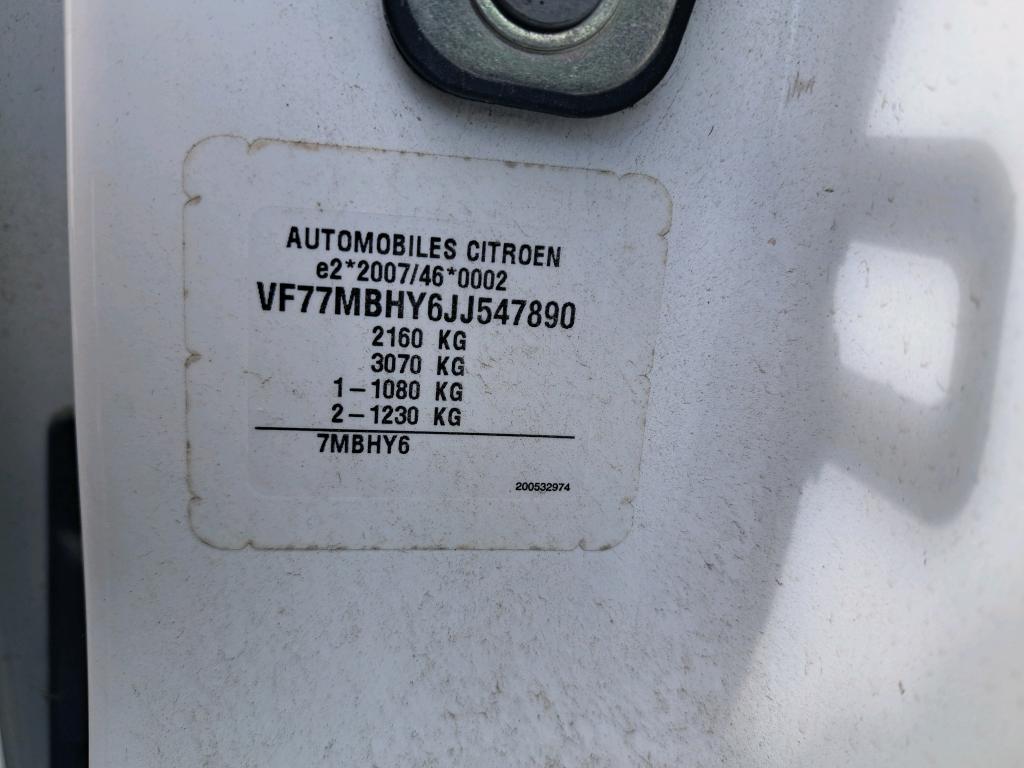 AUTOMOBILES CITROEN
e2*2007/46*0002
VF77MBHY6JJ547890
2160 KG
3070 KG
1-1080 KG
2-1230 KG
7MBHY6
200532974